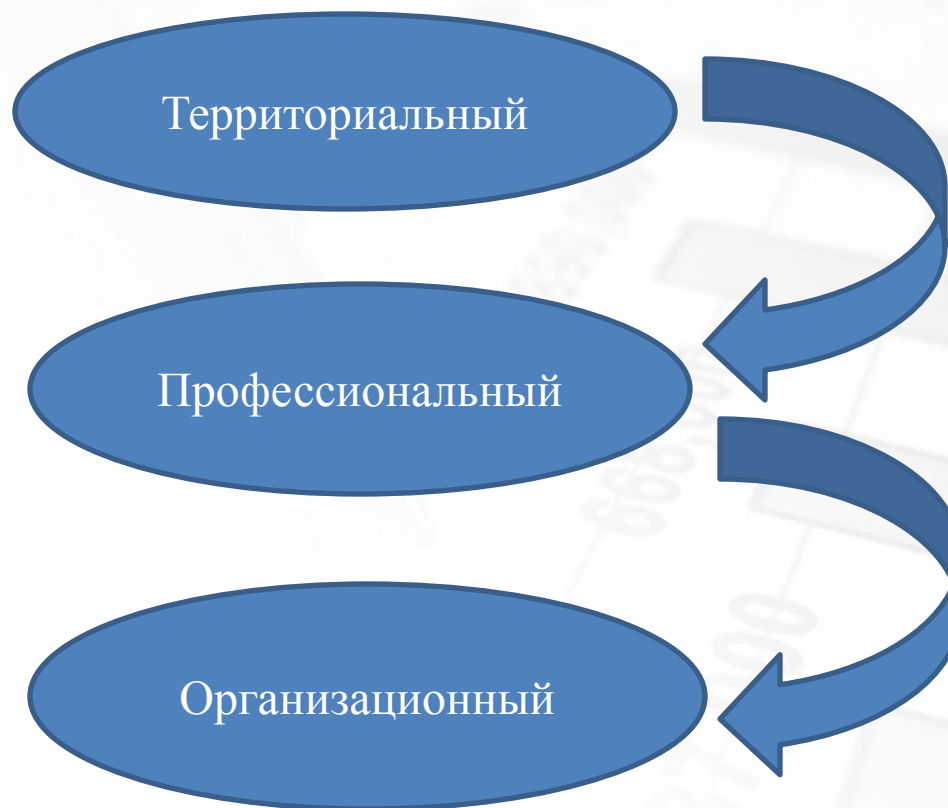 Территориальный
Профессиональный
Организационный